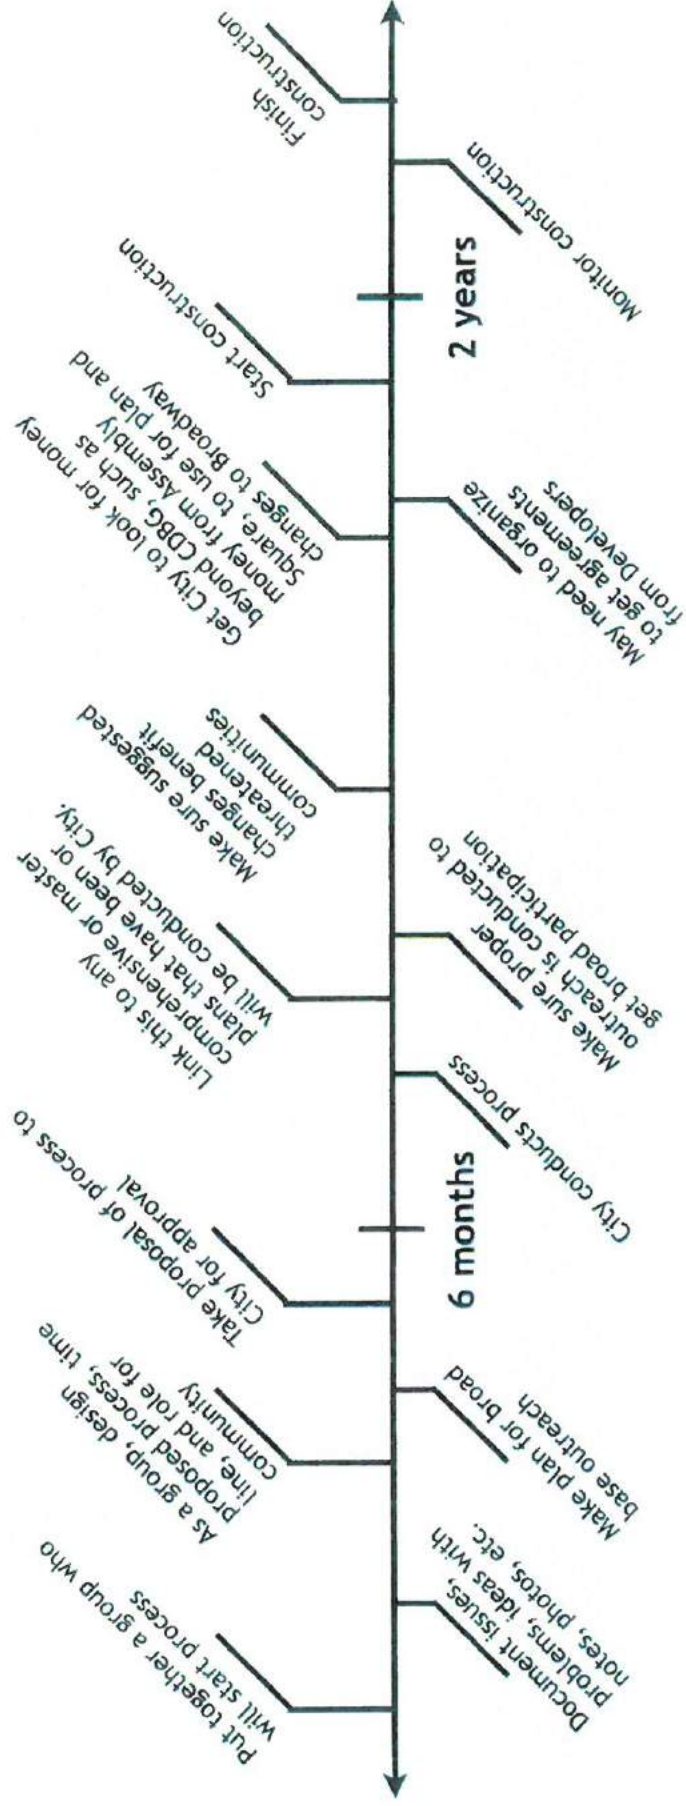 Put together a group who
will start process
Document issues,
problems, ideas with
notes, photos, etc.
As a group, design
proposed process, time
line, and role for
community
Make plan for broad
base outreach
Take proposal of process to
City for approval
6 months
City conducts process
Link this to any
comprehensive or master
plans that have been or
will be conducted by City.
Make sure proper
outreach is conducted to
get broad participation
Make sure suggested
changes benefit
threatened
communities
Get City to look for money
beyond CDBG, such as
money from Assembly
Square, to use for plan and
changes to Broadway
May need to organize
to get agreements
from Developers
Start construction
2 years
Monitor construction
Finish
construction